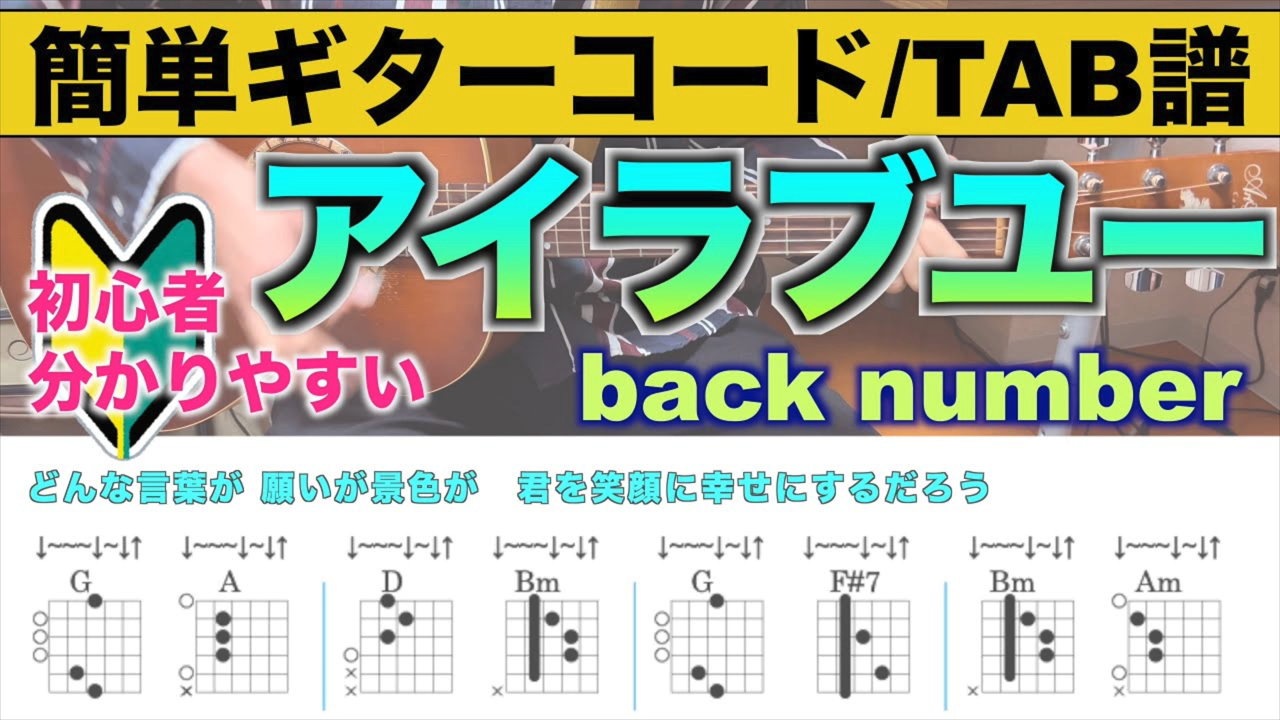 簡単ギターコード/TAB譜
アイラブユー
初心者
分かりやすい
back number
どんな言葉が 願いが景色が 君を笑顔に幸せにするだろう
↓~~~↓~↓↑ ↓~~~↓~↓↑ ↓~~~↓~↓↑ ↓~~~↓~↓↑ ↓~~~↓~↓↑ ↓~~~↓~↓↑ ↓~~~↓~↓↑ ↓~~~↓~↓↑
G A D Bm G F#7 Bm Am